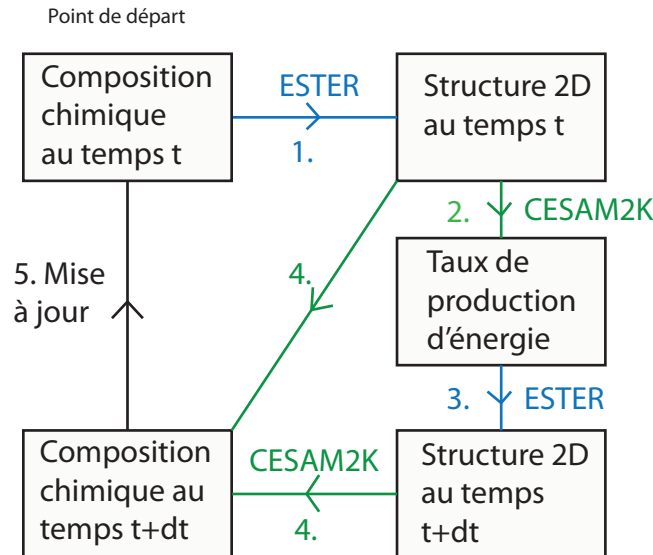 Point de départ
Composition
chimique
au temps t
ESTER
1.
Structure 2D
au temps t
2.
CESAM2K
Taux de
production
d'énergie
3.
ESTER
Structure 2D
au temps
t+dt
CESAM2K
4.
4.
Composition
chimique au
temps t+dt
5. Mise
à jour